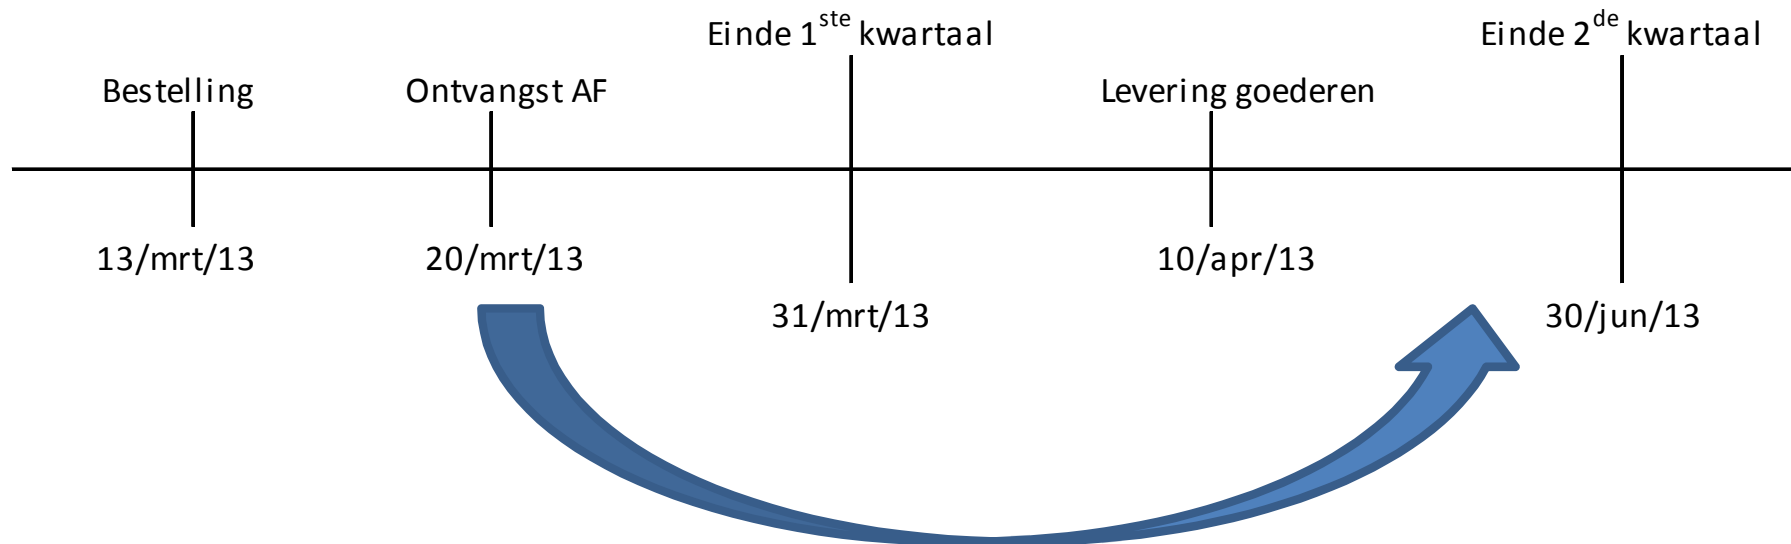 Einde 1ste kwartaal
Einde 2de kwartaal
Bestelling
Ontvangst AF
Levering goederen
13/mrt/13
20/mrt/13
10/apr/13
31/mrt/13
30/jun/13